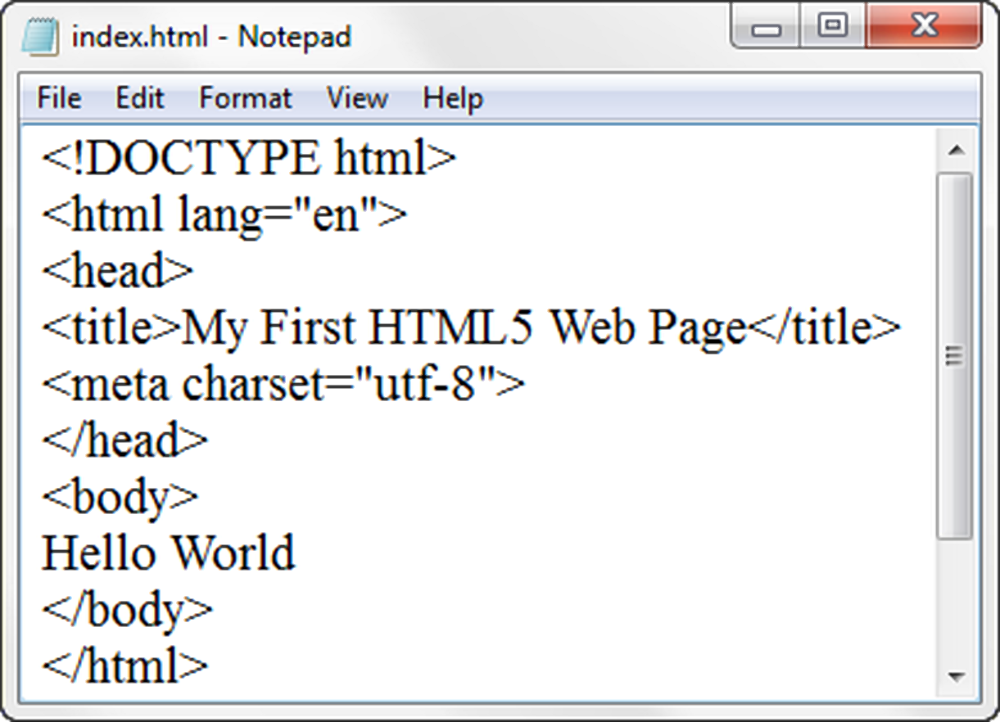 index.html - Notepad
File Edit Format View Help
<!DOCTYPE html>
<html lang="en">
<head>
<title>My First HTML5 Web Page</title>
<meta charset="utf-8">
</head>
<body>
Hello World
</body>
</html>